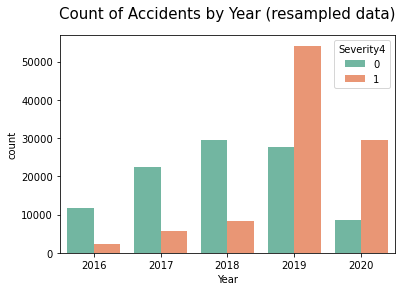 Count of Accidents by Year (resampled data)
Severity4
0
1
50000
40000
30000
20000
10000
0
count
2016 2017 2018 2019 2020
Year